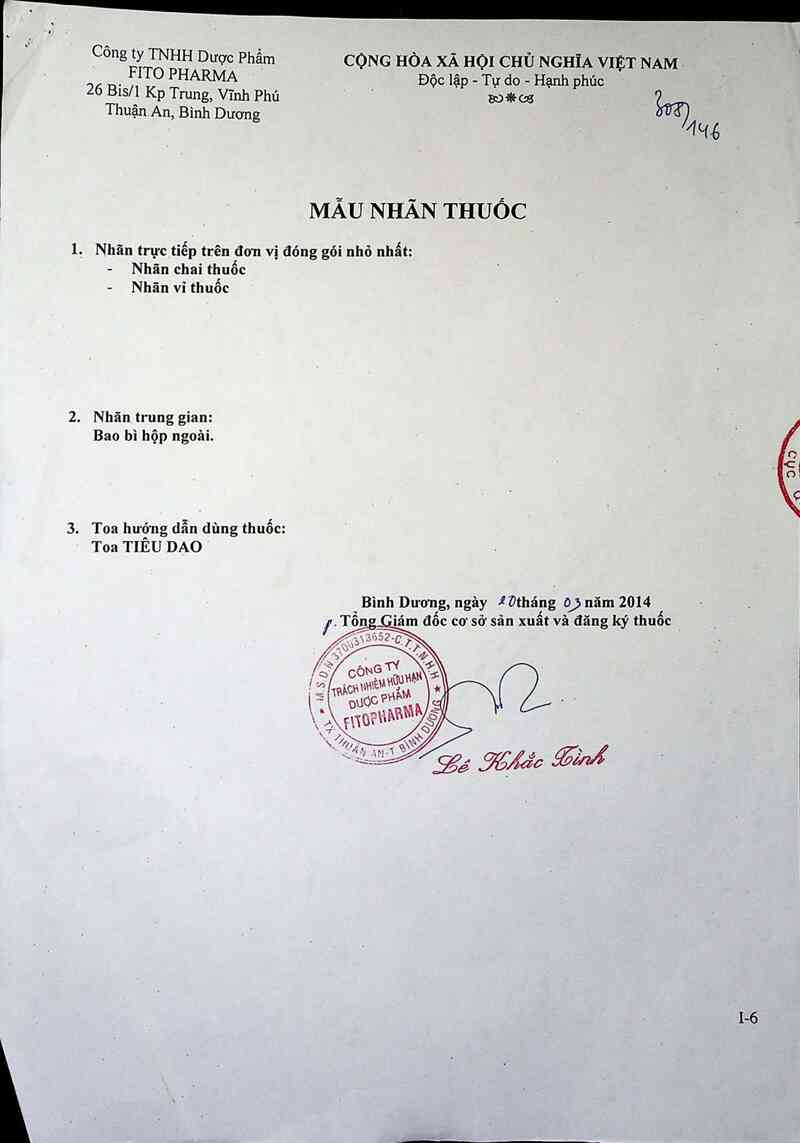 Công ty TNHH Dược Phẩm
FITO PHARMA
26 Bis/1 Kp Trung, Vĩnh Phú
Thuận An, Bình Dương
CỘNG HÒA XÃ HỘI CHỦ NGHĨA VIỆT NAM
Độc lập - Tự do - Hạnh phúc
308/146
MẪU NHÃN THUỐC
1. Nhãn trực tiếp trên đơn vị đóng gói nhỏ nhất:
- Nhãn chai thuốc
- Nhãn vỉ thuốc
2. Nhãn trung gian:
Bao bì hộp ngoài.
CỤC
3. Toa hướng dẫn dùng thuốc:
Toa TIÊU DAO
Bình Dương, ngày 20 tháng 03 năm 2014
Tổng Giám đốc cơ sở sản xuất và đăng ký thuốc
M.S.D.N 3700313652-C.T.T.N.H.H
CÔNG TY
TRÁCH NHIỆM HỮU HẠN
DƯỢC PHẨM
FITOPHARMA
TX THUẬN AN-T BÌNH DƯƠNG
Lê Khắc Tình
I-6